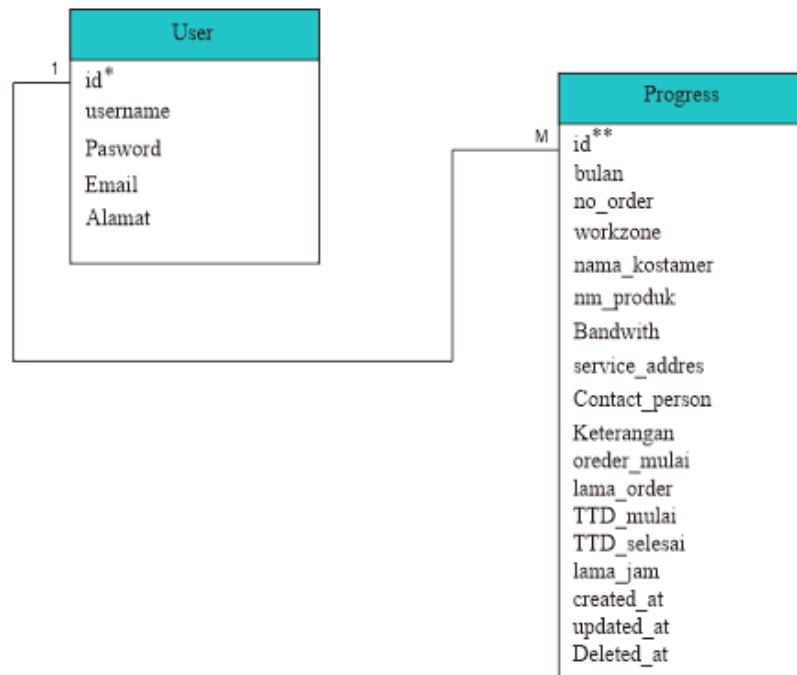 User
1
id*
username
Pasword
Email
Alamat
Progress
M
id**
bulan
no_order
workzone
nama_kostamer
nm_produk
Bandwith
service_addres
Contact_person
Keterangan
oreder_mulai
lama_order
TTD_mulai
TTD_selesai
lama_jam
created_at
updated_at
Deleted_at